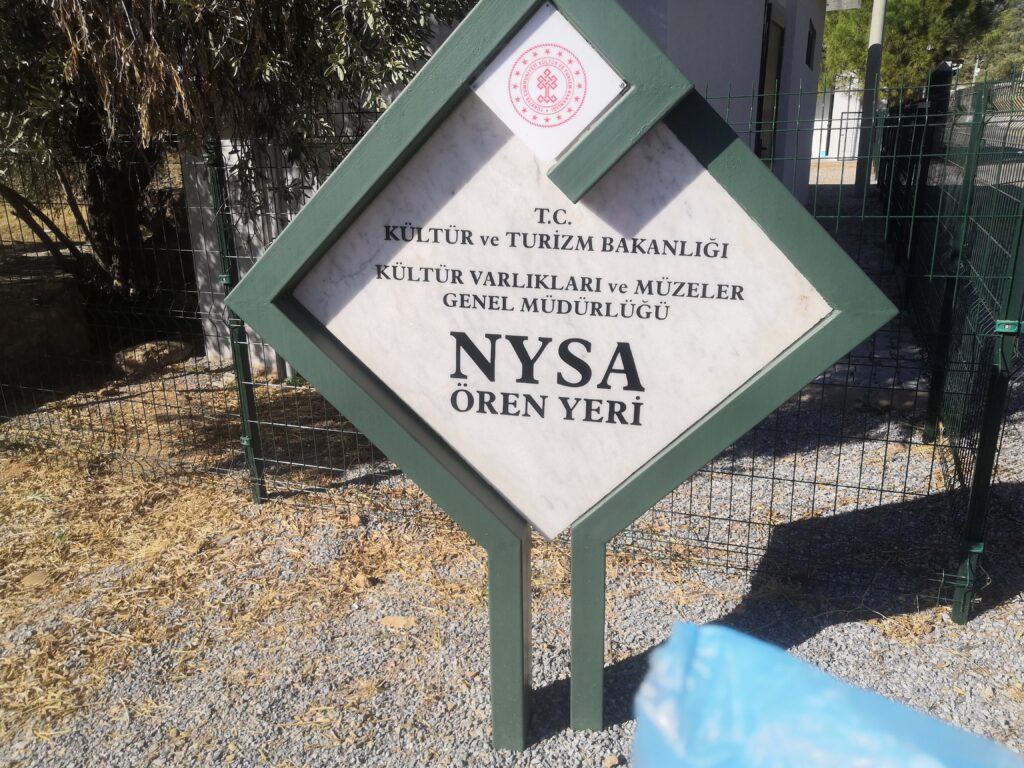 T.C.
KÜLTÜR ve TURİZM BAKANLIĞI
KÜLTÜR VARLIKLARI ve MÜZELER
GENEL MÜDÜRLÜĞÜ
NYSA
ÖREN YERİ